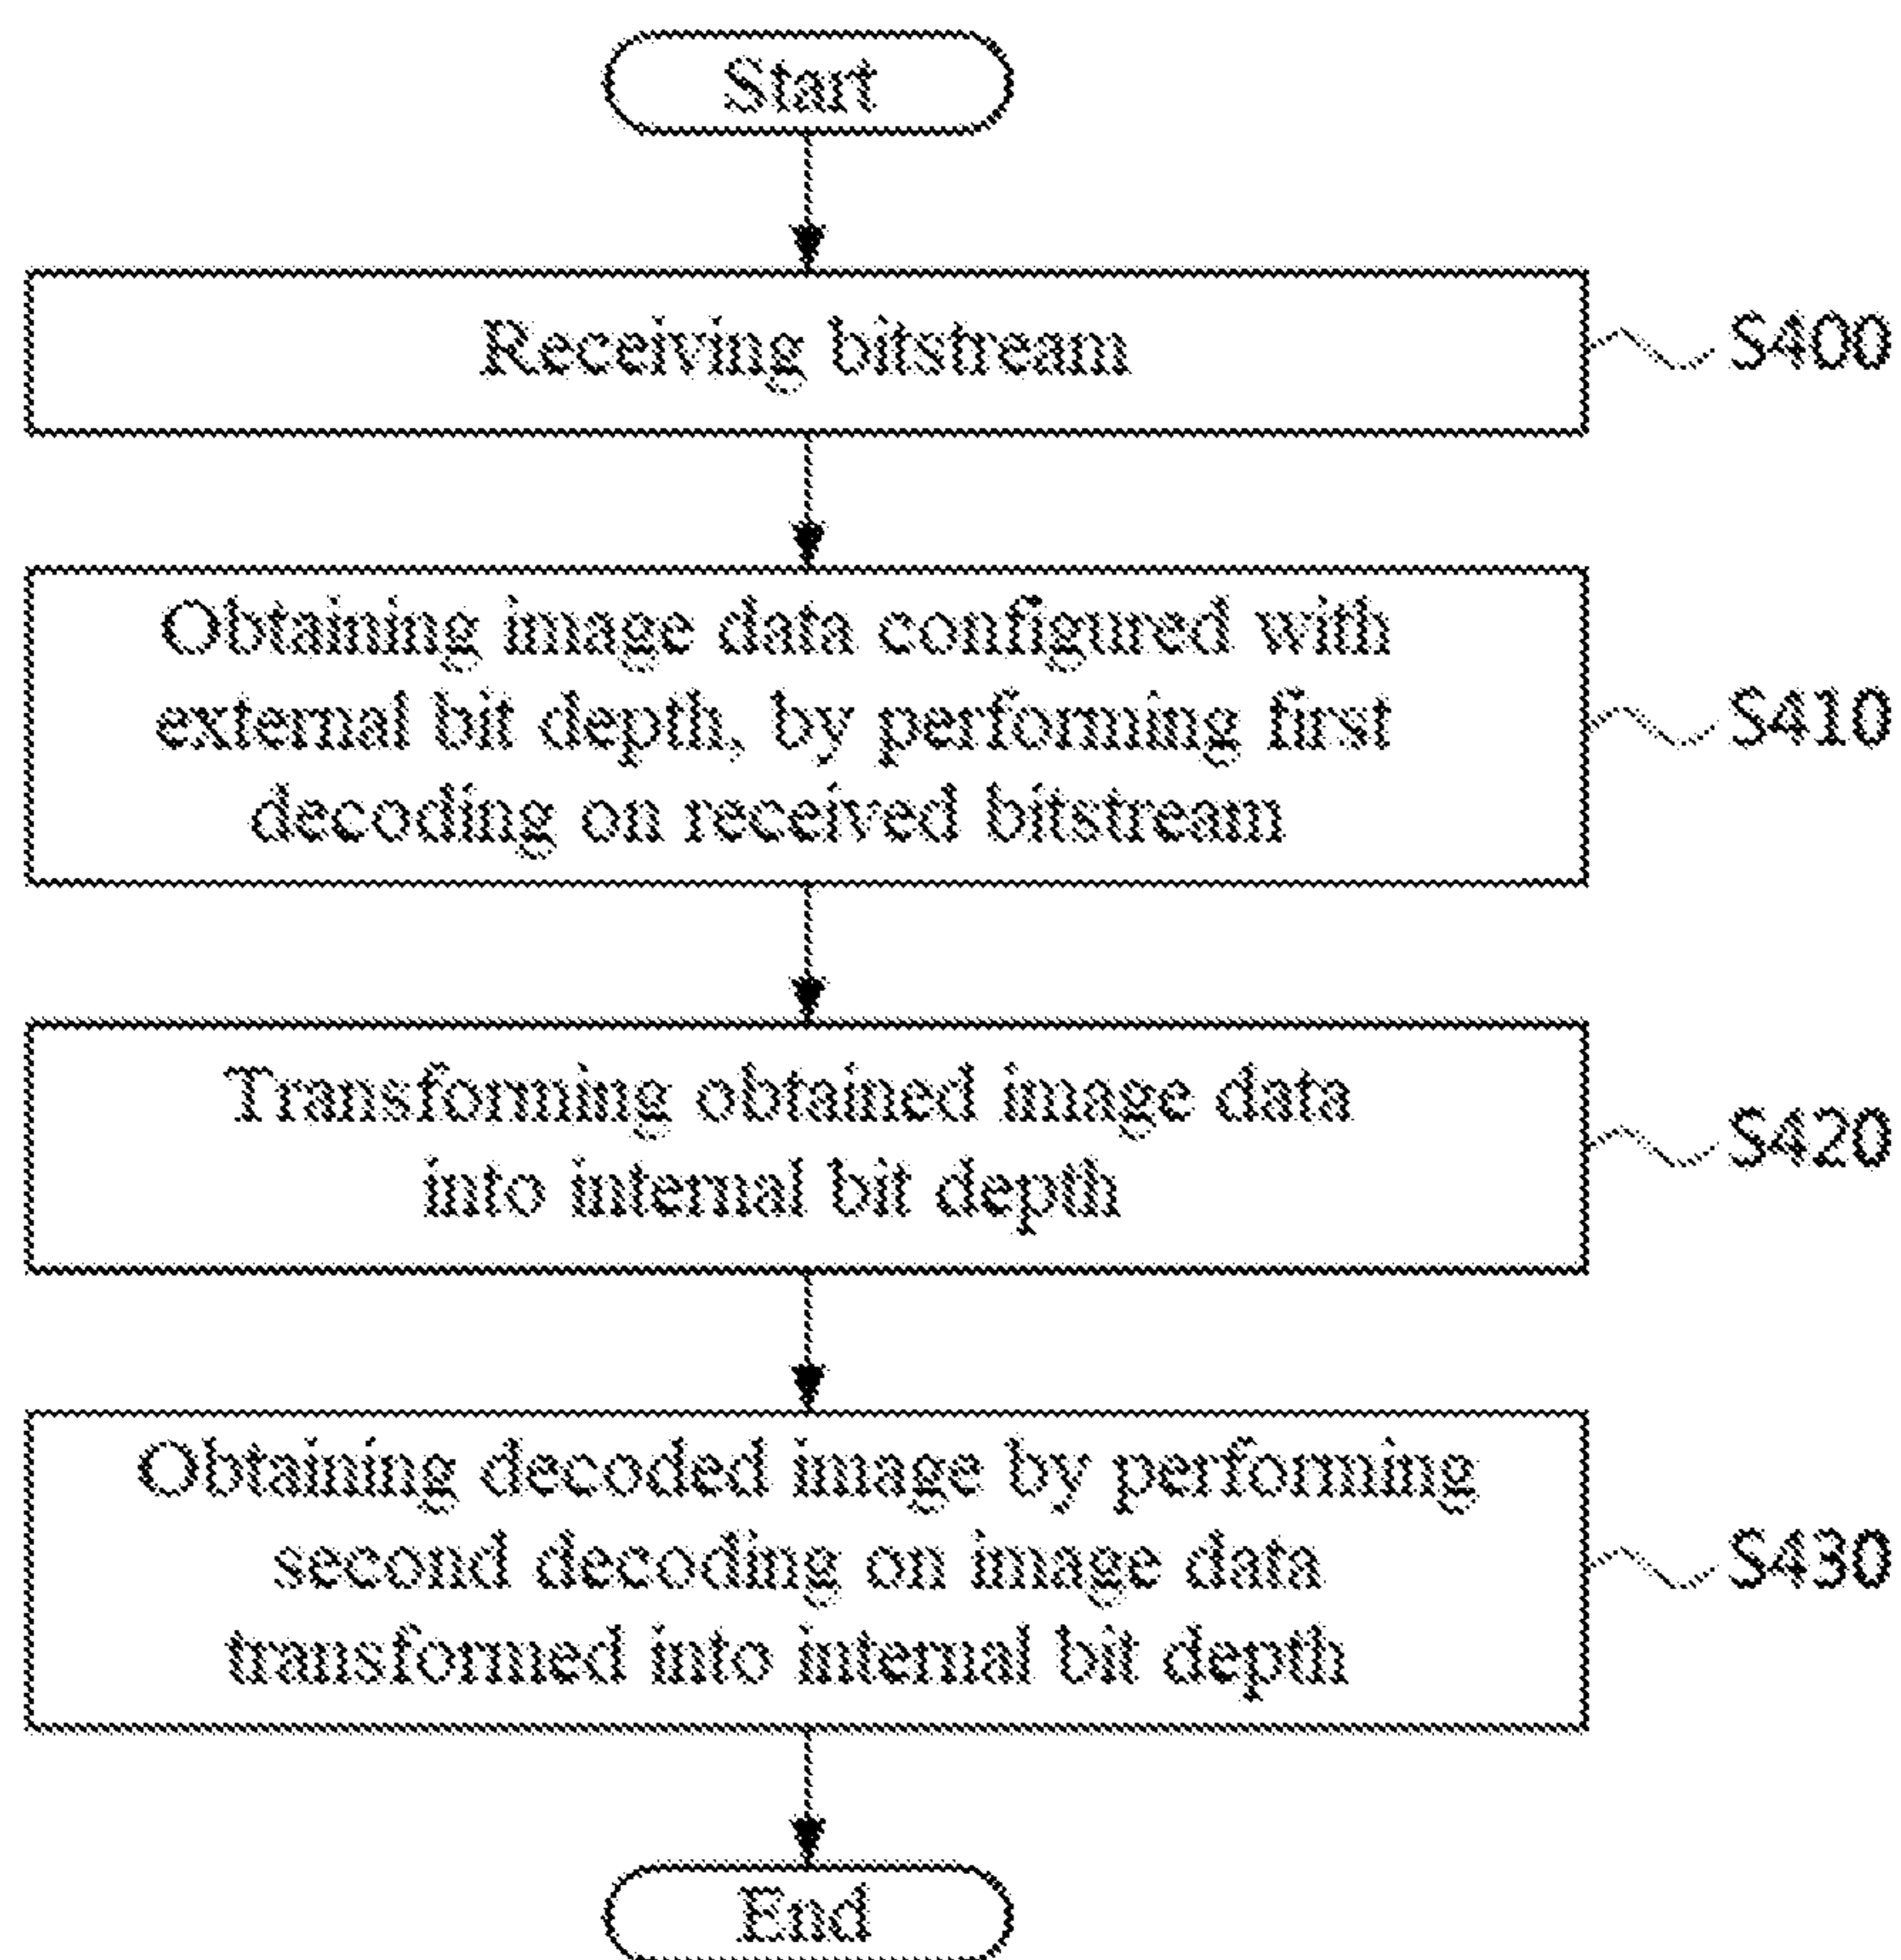 Start
Receiving bitstream
S400
Obtaining image data configured with
external bit depth, by performing first
decoding on received bitstream
S410
Transforming obtained image data
into internal bit depth
S420
Obtaining decoded image by performing
second decoding on image data
transformed into internal bit depth
S430
End